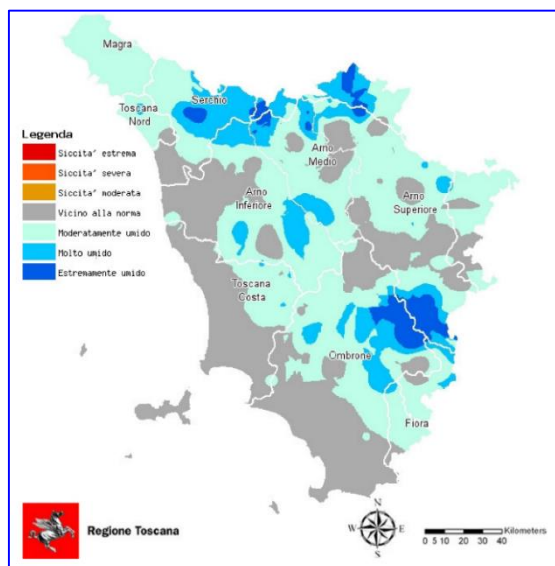 Magra
Serchio
Toscana
Nord
Legenda
Siccita' estrema
Siccita' severa
Siccita' moderata
Vicino alla norma
Moderatamente umido
Molto umido
Estremamente umido
Arno
Medio
Arno
Inferiore
Arno
Superiore
Toscana
Costa
Ombrone
Fiora
Regione Toscana
N
W
E
S
Kilometers
0 5 10 20 30 40